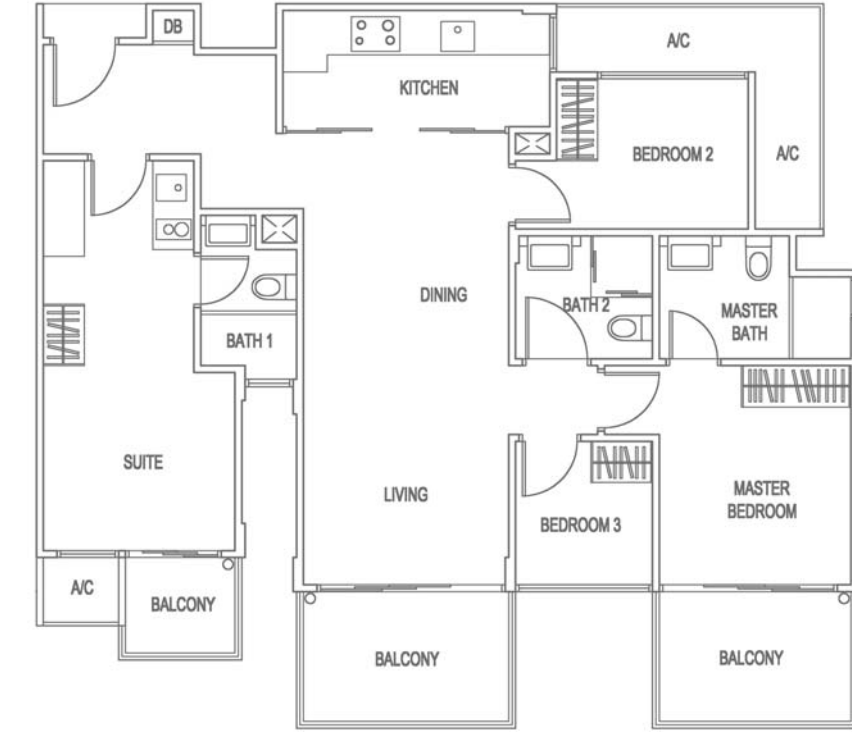 DB
A/C
KITCHEN
BEDROOM 2
A/C
DINING
BATH 2
MASTER
BATH
BATH 1
SUITE
LIVING
MASTER
BEDROOM
BEDROOM 3
A/C
BALCONY
BALCONY
BALCONY